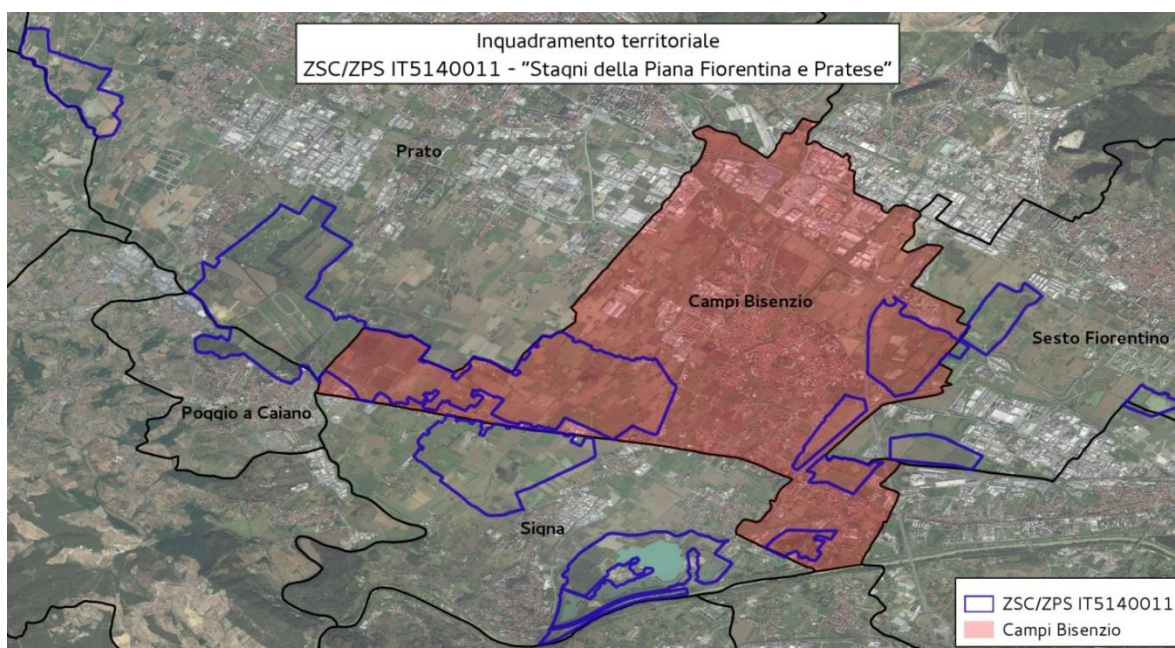 Inquadramento territoriale
ZSC/ZPS IT5140011 - "Stagni della Piana Fiorentina e Pratese"
Prato
Campi Bisenzio
Sesto Fiorentino
Poggio a Caiano
Signa
ZSC/ZPS IT5140011
Campi Bisenzio